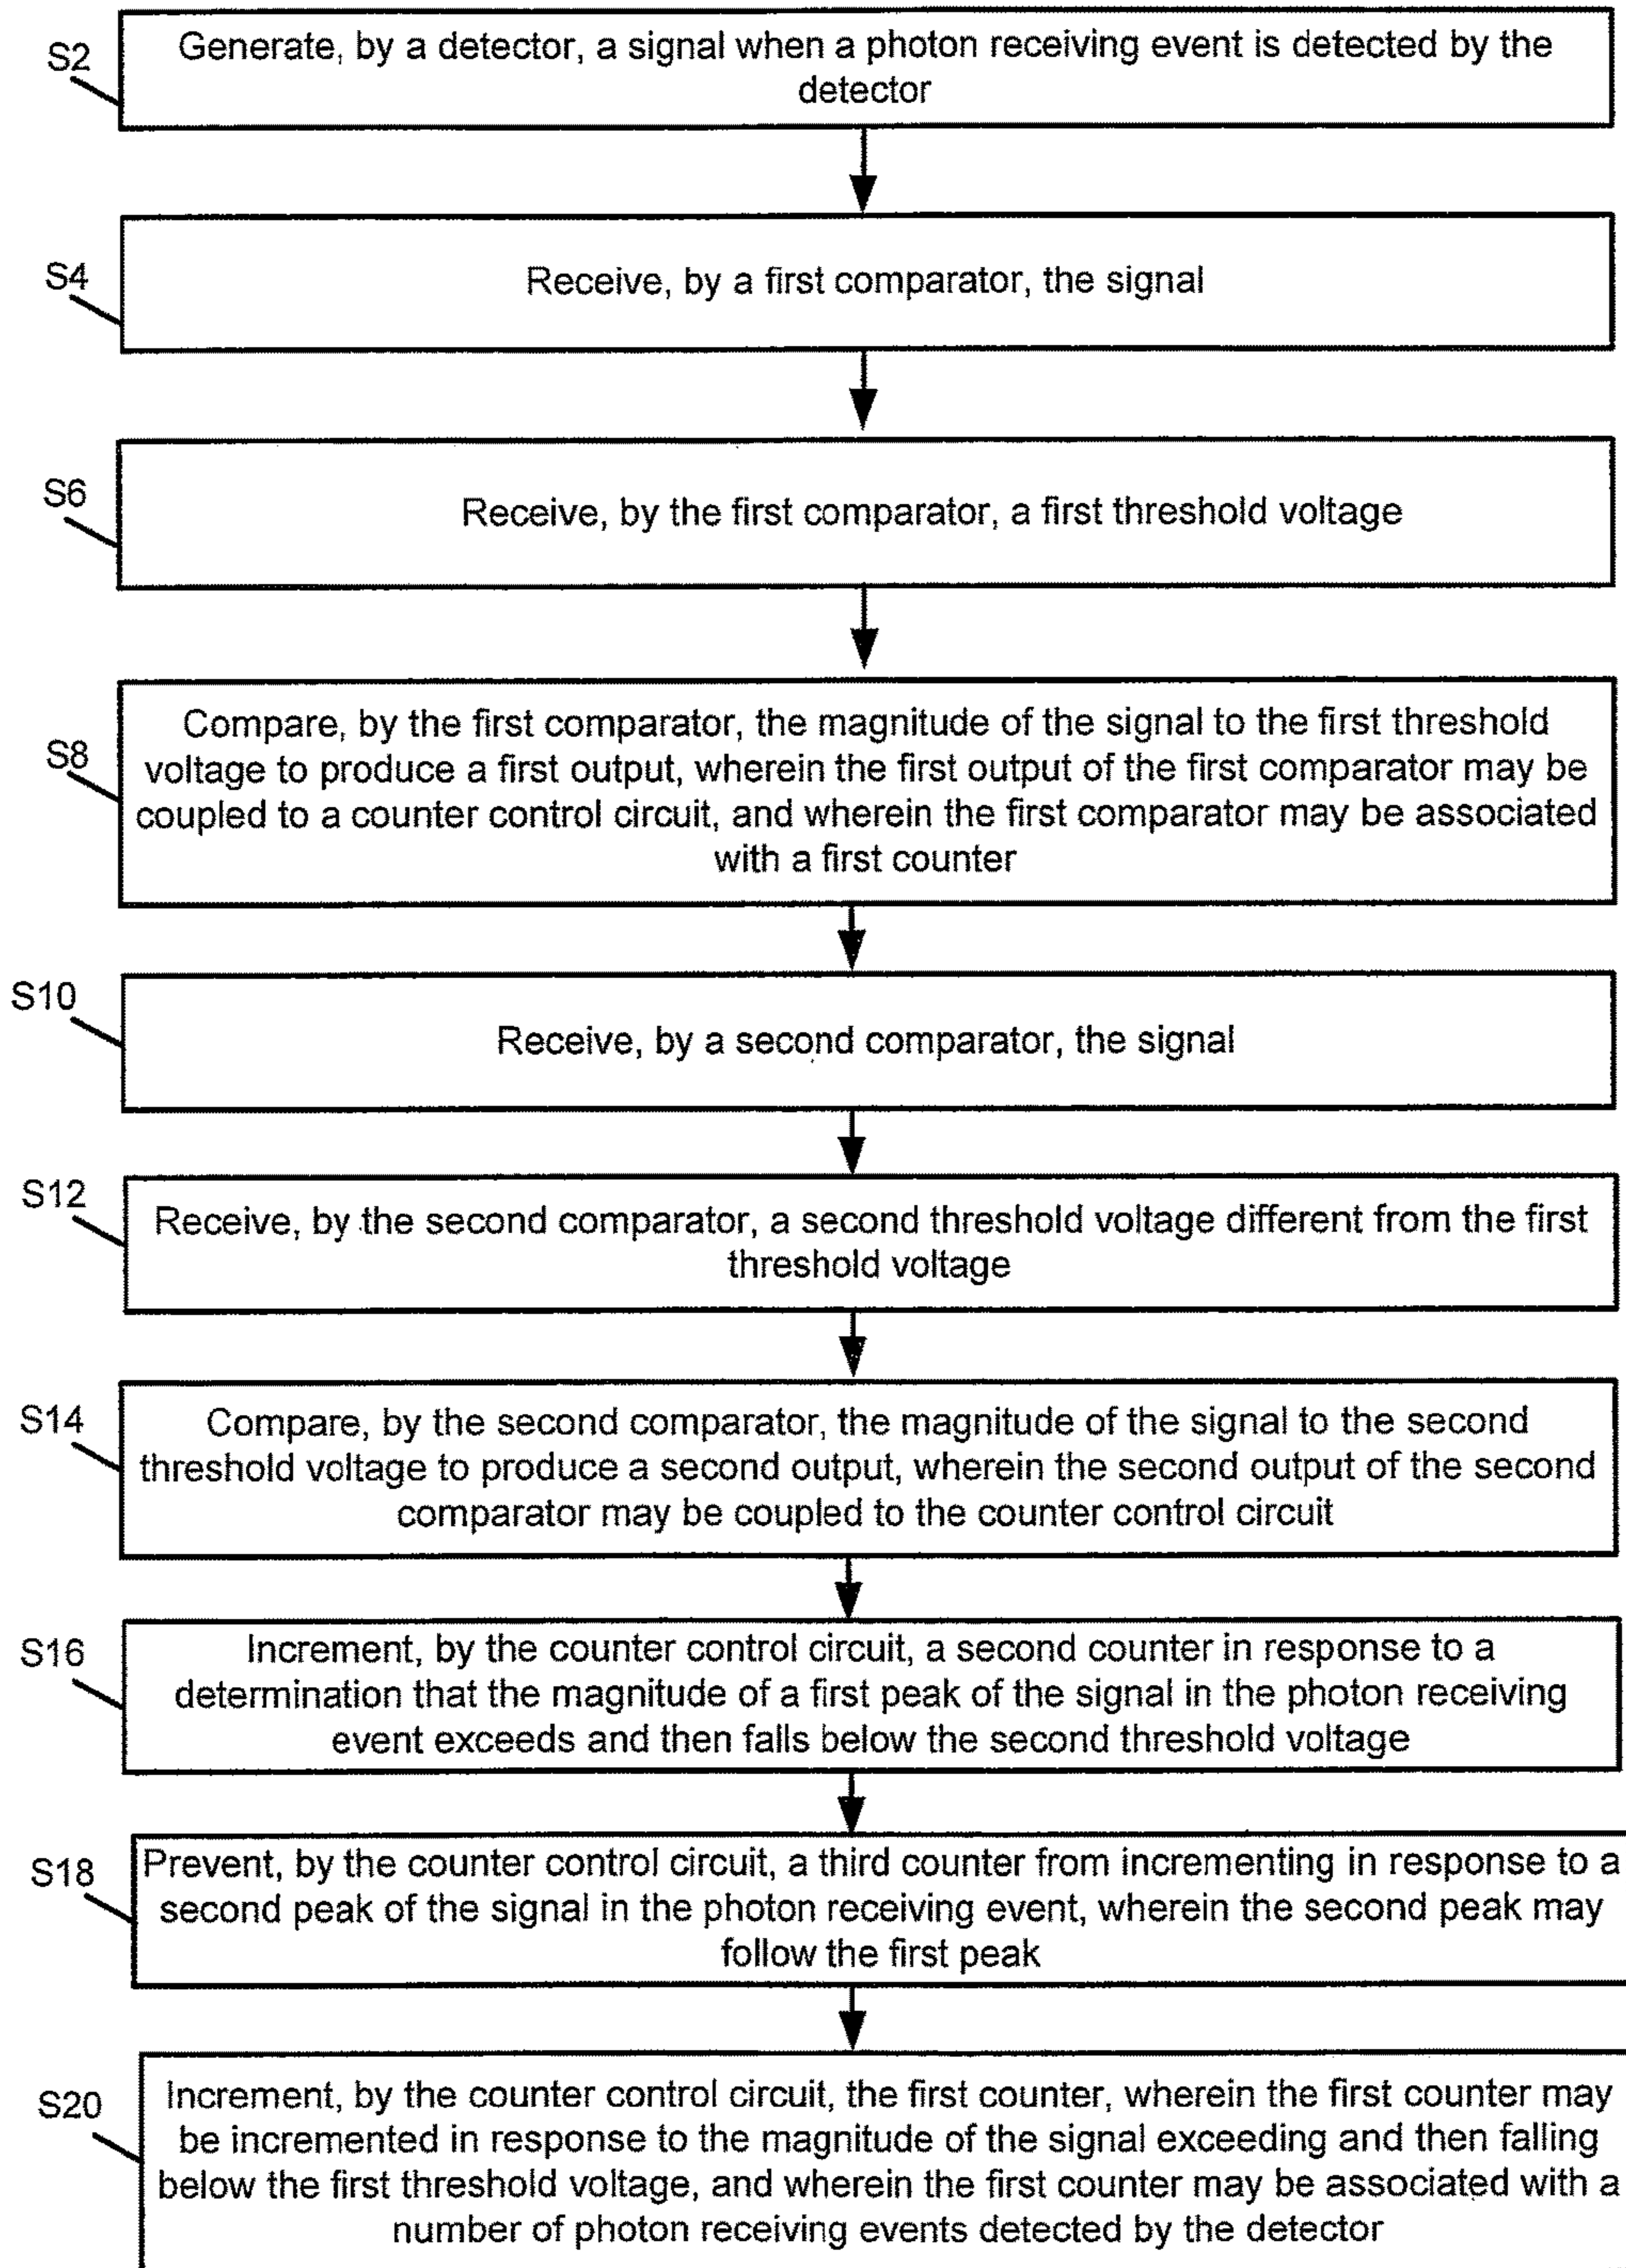 S2
Generate, by a detector, a signal when a photon receiving event is detected by the
detector
S4
Receive, by a first comparator, the signal
S6
Receive, by the first comparator, a first threshold voltage
S8
Compare, by the first comparator, the magnitude of the signal to the first threshold
voltage to produce a first output, wherein the first output of the first comparator may be
coupled to a counter control circuit, and wherein the first comparator may be associated
with a first counter
S10
Receive, by a second comparator, the signal
S12
Receive, by the second comparator, a second threshold voltage different from the first
threshold voltage
S14
Compare, by the second comparator, the magnitude of the signal to the second
threshold voltage to produce a second output, wherein the second output of the second
comparator may be coupled to the counter control circuit
S16
Increment, by the counter control circuit, a second counter in response to a
determination that the magnitude of a first peak of the signal in the photon receiving
event exceeds and then falls below the second threshold voltage
S18
Prevent, by the counter control circuit, a third counter from incrementing in response to a
second peak of the signal in the photon receiving event, wherein the second peak may
follow the first peak
S20
Increment, by the counter control circuit, the first counter, wherein the first counter may
be incremented in response to the magnitude of the signal exceeding and then falling
below the first threshold voltage, and wherein the first counter may be associated with a
number of photon receiving events detected by the detector